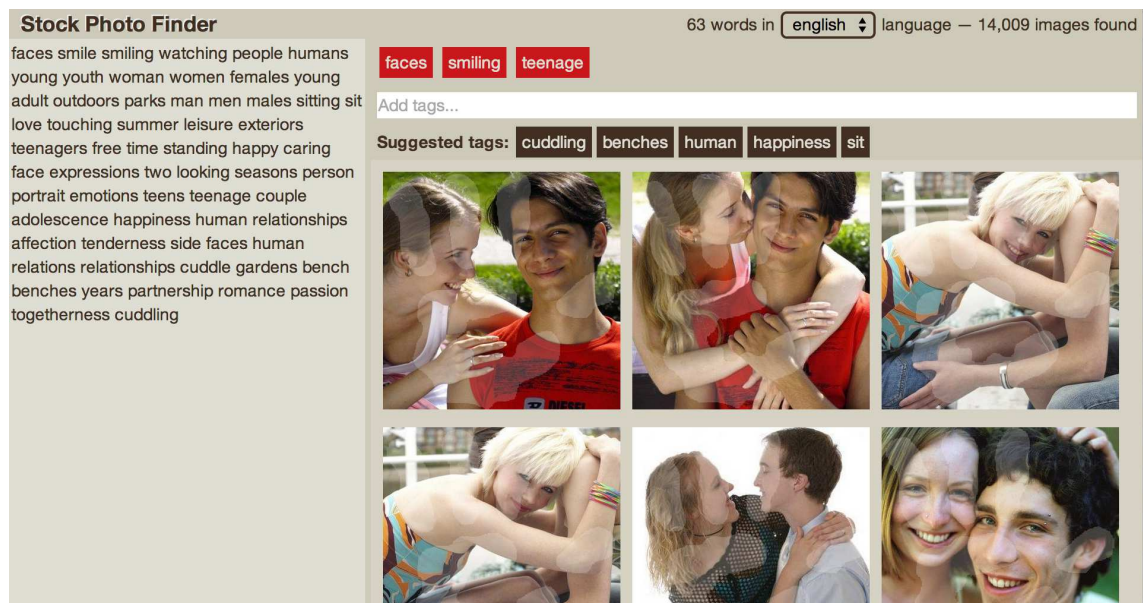 Stock Photo Finder
63 words in english language — 14,009 images found
faces smile smiling watching people humans
young youth woman women females young
adult outdoors parks man men males sitting sit
love touching summer leisure exteriors
teenagers free time standing happy caring
face expressions two looking seasons person
portrait emotions teens teenage couple
adolescence happiness human relationships
affection tenderness side faces human
relations relationships cuddle gardens bench
benches years partnership romance passion
togetherness cuddling
faces smiling teenage
Add tags...
Suggested tags: cuddling benches human happiness sit
DIESEL